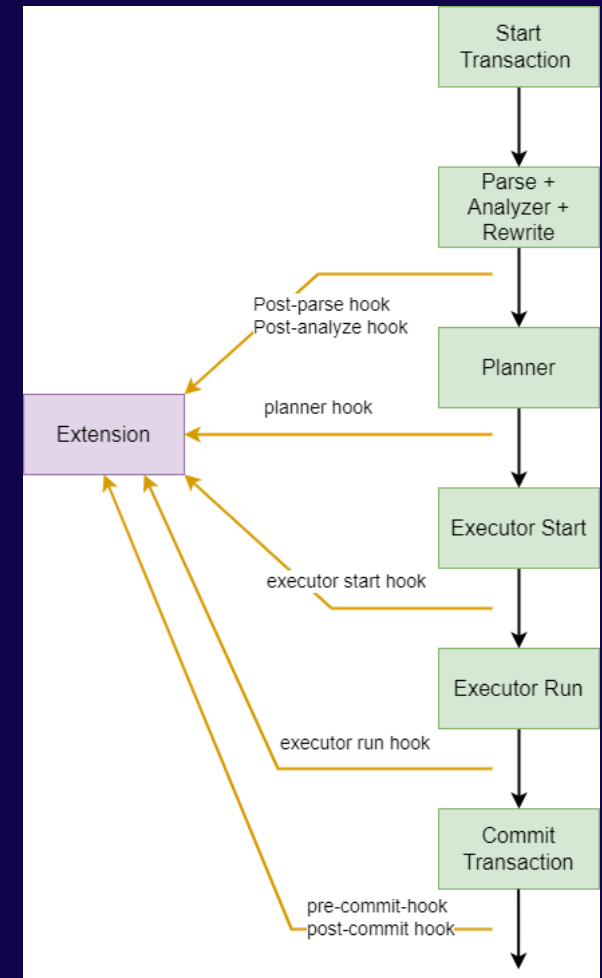 Start
Transaction
Parse +
Analyzer +
Rewrite
Post-parse hook
Post-analyze hook
Planner
planner hook
Extension
Executor Start
executor start hook
Executor Run
executor run hook
Commit
Transaction
pre-commit-hook
post-commit hook